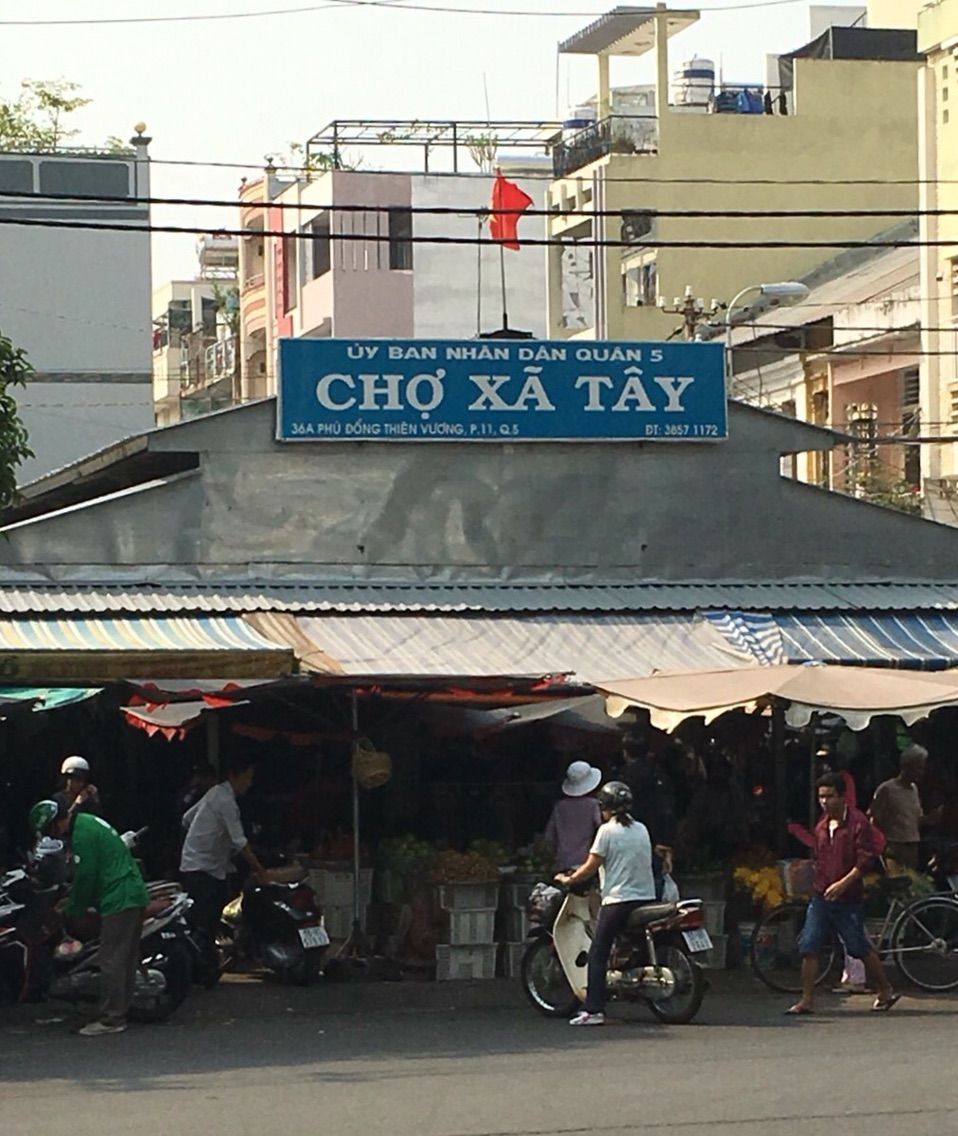 ỦY BAN NHÂN DÂN QUẬN 5
CHỢ XÃ TÂY
36A PHÙ ĐỔNG THIÊN VƯƠNG, P.11, Q.5
ĐT: 3857 1172